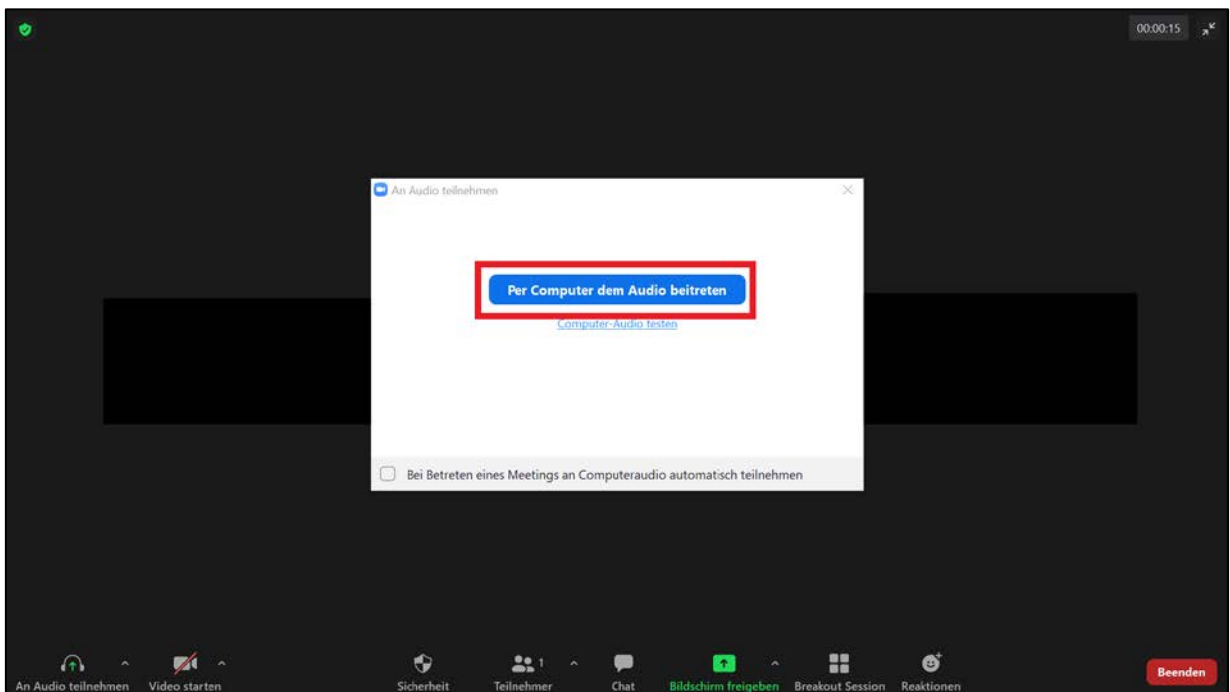 00:00:15
An Audio teilnehmen
Per Computer dem Audio beitreten
Computer-Audio testen
Bei Betreten eines Meetings an Computeraudio automatisch teilnehmen
1
An Audio teilnehmen Video starten Sicherheit Teilnehmer Chat Bildschirm freigeben Breakout Session Reaktionen Beenden